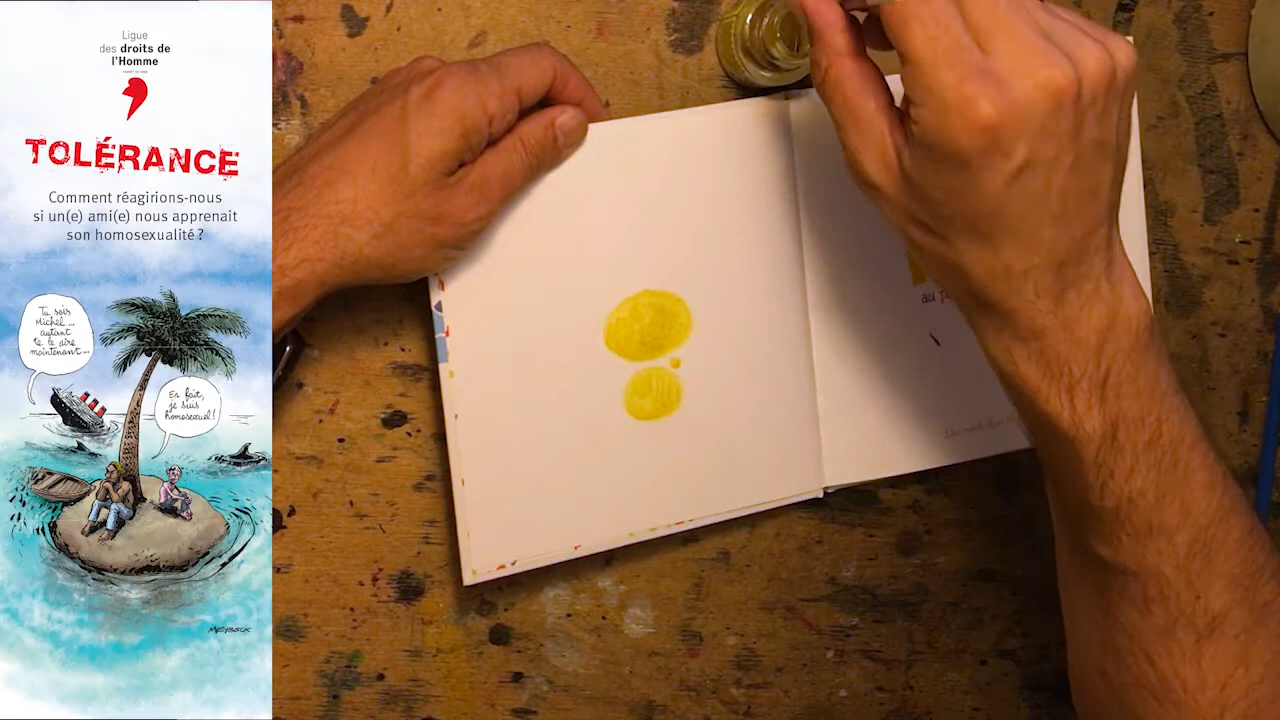 Ligue
des droits de
l'Homme
TOLÉRANCE
Comment réagirions-nous
si un(e) ami(e) nous apprenait
son homosexualité ?
Tu sais
Michel...
autant
te le dire
maintenant...
En fait,
je suis
homosexuel !
au